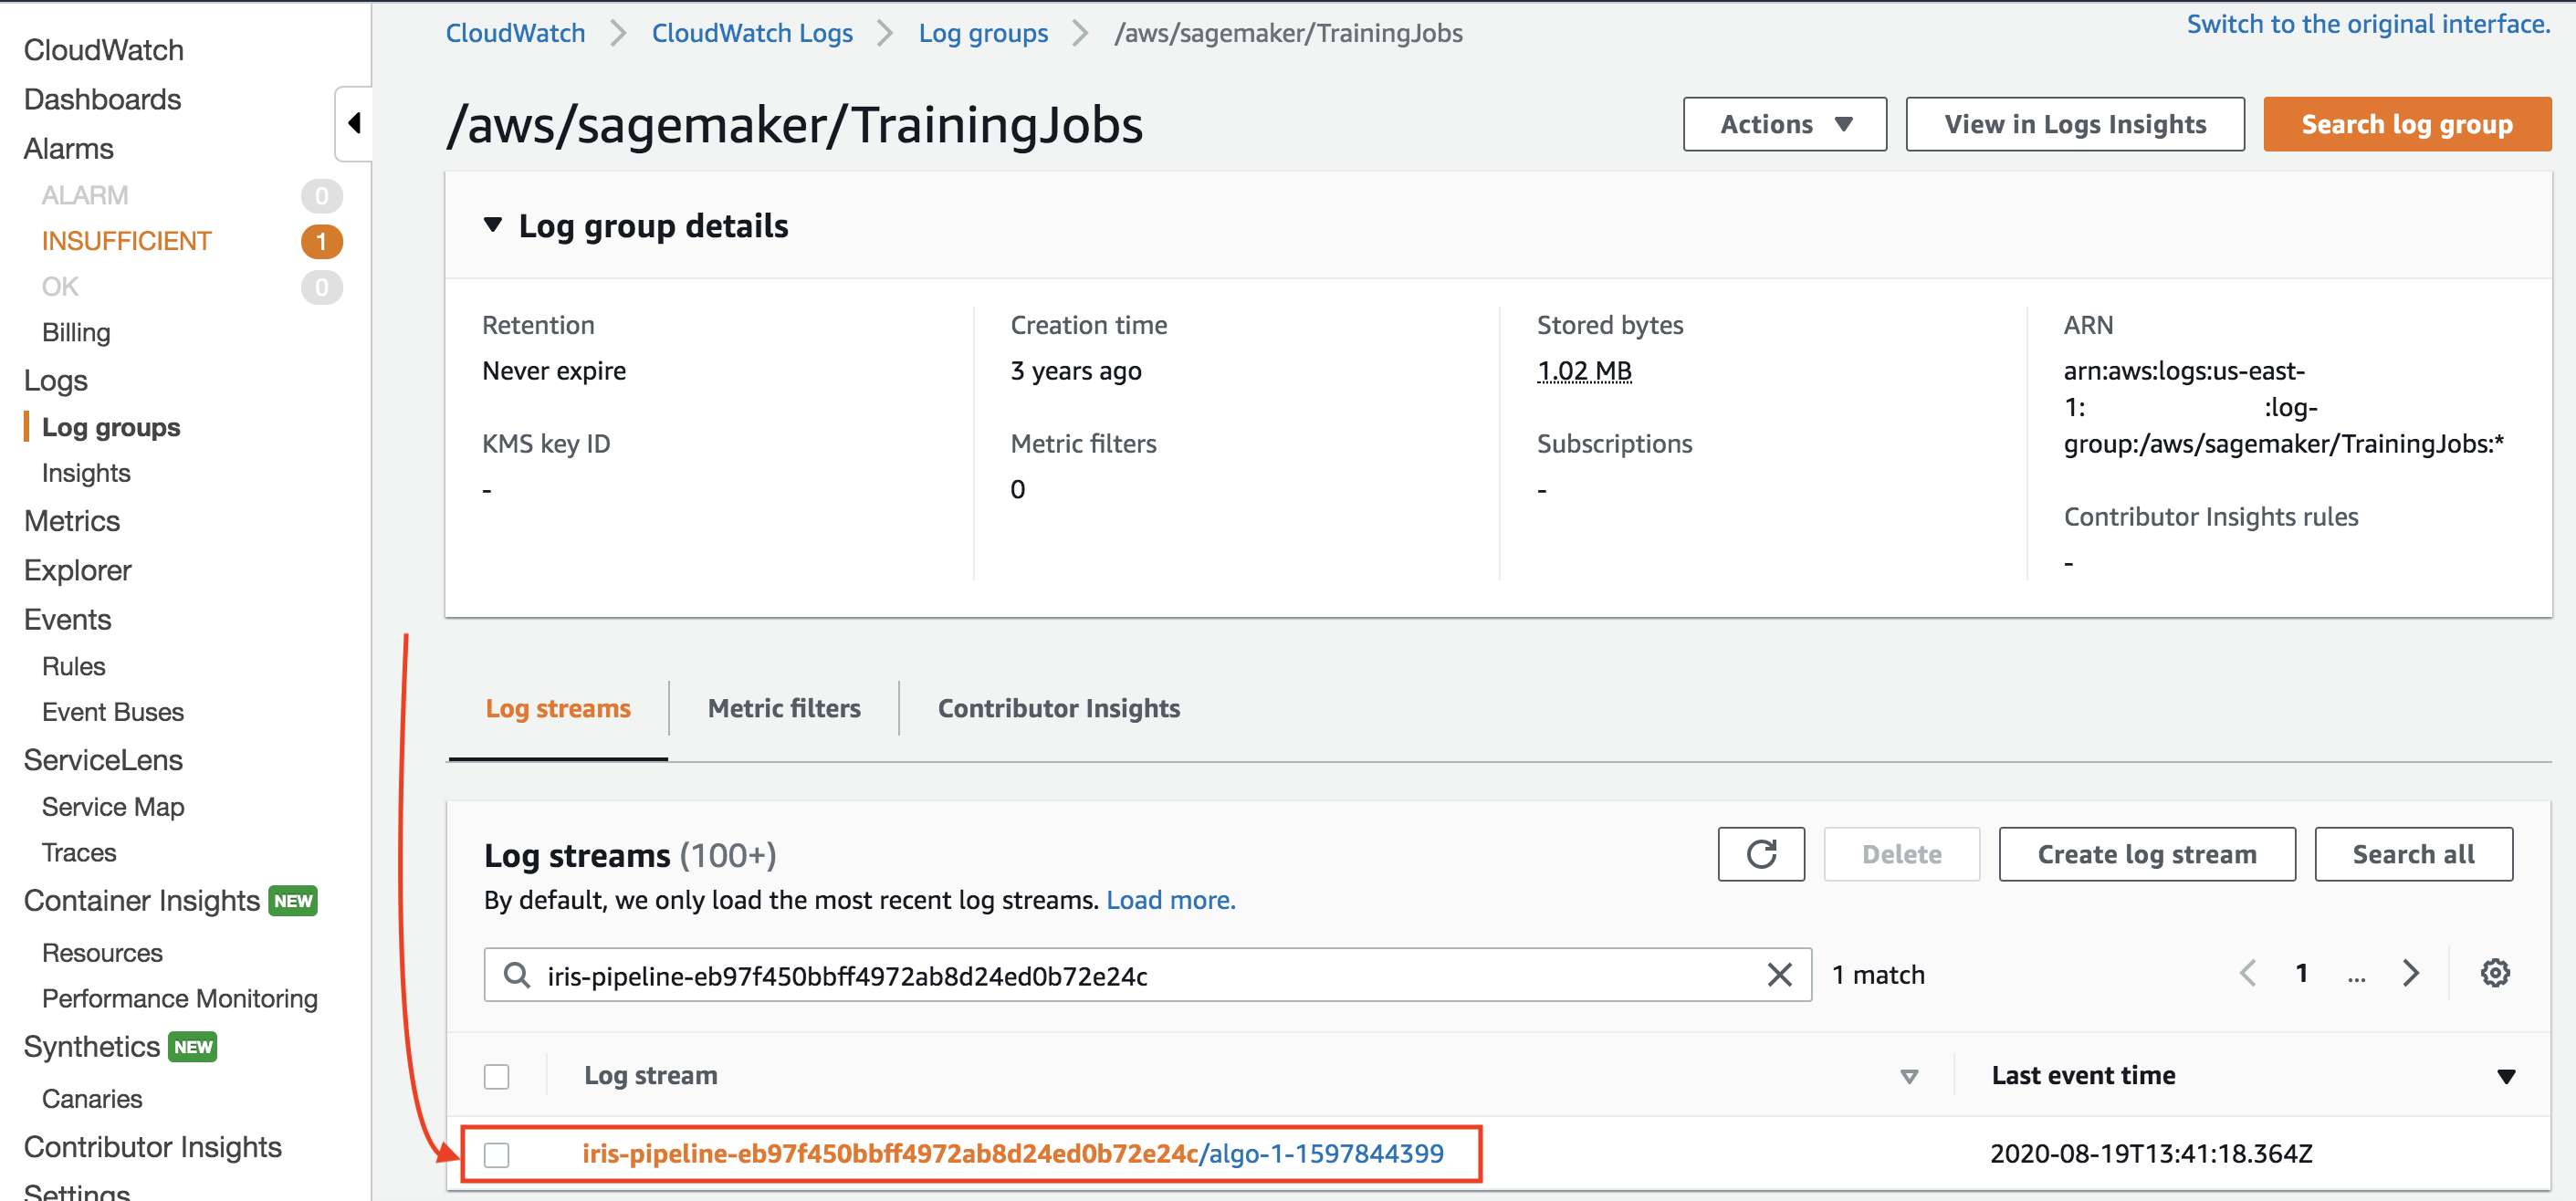 CloudWatch
Dashboards
Alarms
ALARM 0
INSUFFICIENT 1
OK 0
Billing
Logs
Log groups
Insights
Metrics
Explorer
Events
Rules
Event Buses
ServiceLens
Service Map
Traces
Container Insights NEW
Resources
Performance Monitoring
Synthetics NEW
Canaries
Contributor Insights
Settings
CloudWatch CloudWatch Logs Log groups /aws/sagemaker/TrainingJobs
Switch to the original interface.
/aws/sagemaker/TrainingJobs
Actions View in Logs Insights Search log group
Log group details
Retention
Never expire
KMS key ID
-
Creation time
3 years ago
Metric filters
0
Stored bytes
1.02 MB
Subscriptions
-
ARN
arn:aws:logs:us-east-
1: :log-
group:/aws/sagemaker/TrainingJobs:*
Contributor Insights rules
-
Log streams Metric filters Contributor Insights
Log streams (100+)
By default, we only load the most recent log streams. Load more.
Delete Create log stream Search all
iris-pipeline-eb97f450bbff4972ab8d24ed0b72e24c 1 match 1 ...
Log stream Last event time
iris-pipeline-eb97f450bbff4972ab8d24ed0b72e24c/algo-1-1597844399 2020-08-19T13:41:18.364Z